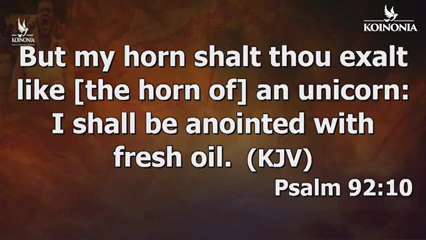 KOINONIA
KOINONIA
But my horn shalt thou exalt
like [the horn of] an unicorn:
I shall be anointed with
fresh oil. (KJV)
Psalm 92:10